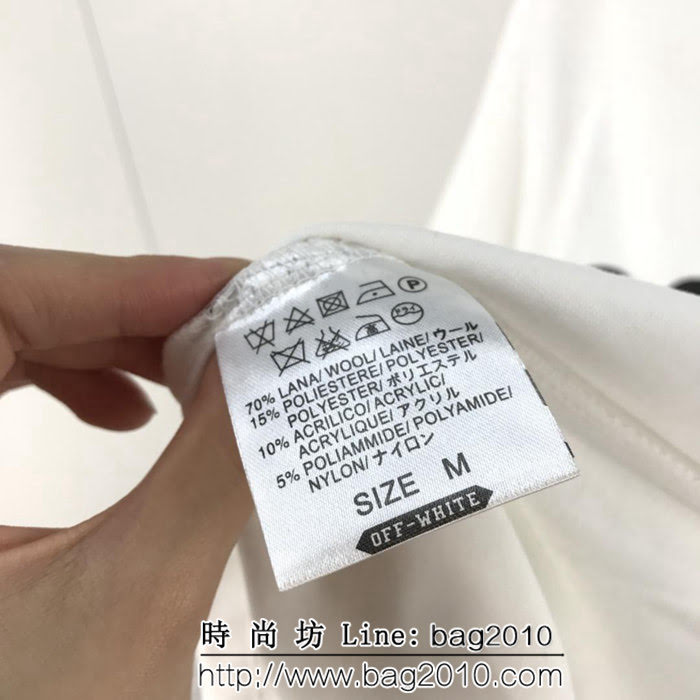 70% LANA/ WOOL/ LAINE/ ウール
15% POLIESTERE/ POLYESTER/
POLYESTER/ ポリエステル
10% ACRILICO/ ACRYLIC/
ACRYLIQUE/ アクリル
5% POLIAMMIDE/ POLYAMIDE/
NYLON/ ナイロン
SIZE M
OFF-WHITE
時尚坊 Line: bag2010
http://www.bag2010.com